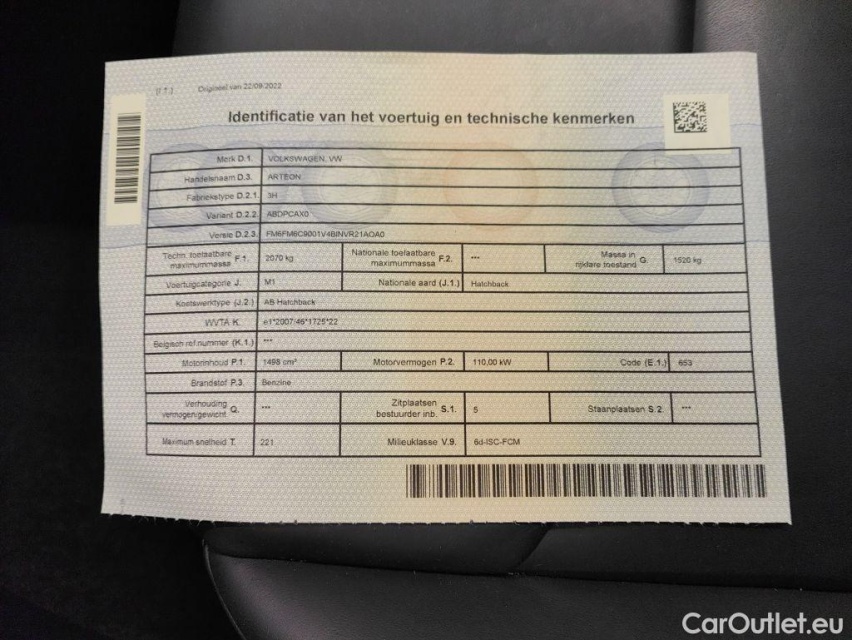 Origineel van 22/09/2022
Identificatie van het voertuig en technische kenmerken
Merk D.1. VOLKSWAGEN, VW
Handelsnaam D.3. ARTEON
Fabriekstype D.2.1. 3H
Variant D.2.2. ABDPCAX0
Versie D.2.3. FM6FM6C9001V4BINVR21AOA0
Techn. toelaatbare maximummassa F.1. 2070 kg Nationale toelaatbare maximummassa F.2. *** Massa in rijklare toestand G. 1520 kg
Voertuigcategorie J. M1 Nationale aard (J.1.) Hatchback
Koetswerktype (J.2.) AB Hatchback
WVTA K. e1*2007/46*1725*22
Belgisch ref nummer (K.1.) ***
Motorinhoud P.1. 1498 cm³ Motorvermogen P.2. 110,00 kW Code (E.1.) 653
Brandstof P.3. Benzine
Verhouding vermogen/gewicht Q. *** Zitplaatsen bestuurder inb. S.1. 5 Staanplaatsen S.2. ***
Maximum snelheid T. 221 Milieuklasse V.9. 6d-ISC-FCM
CarOutlet.eu